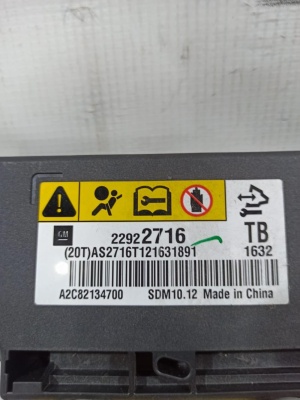 GM
22922716 TB
(20T)AS2716T121631891 1632
A2C82134700 SDM10.12 Made in China